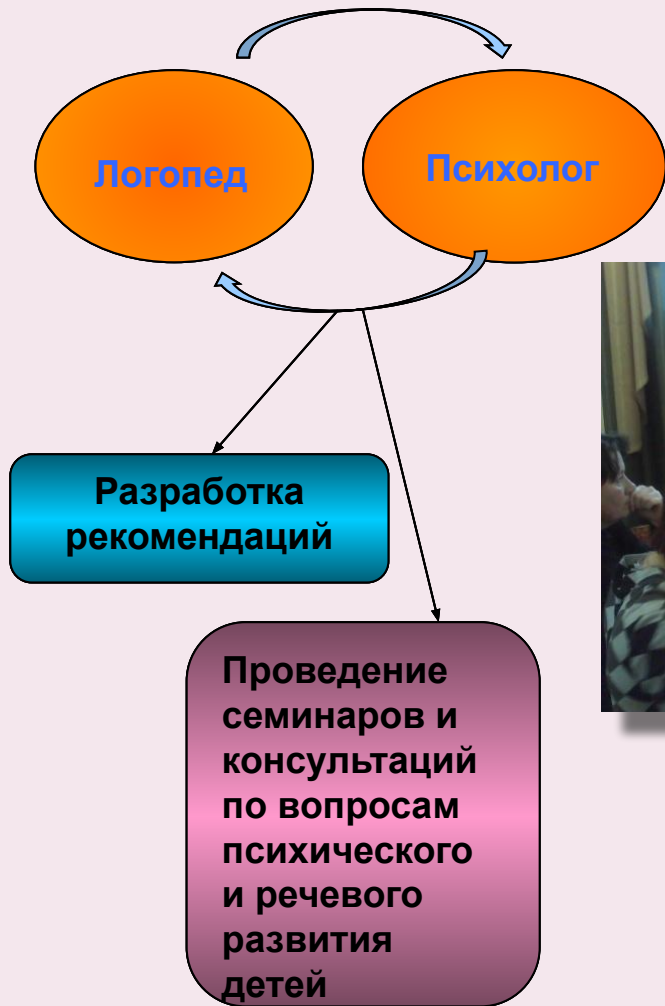 Логопед
Психолог
Разработка
рекомендаций
Проведение
семинаров и
консультаций
по вопросам
психического
и речевого
развития
детей